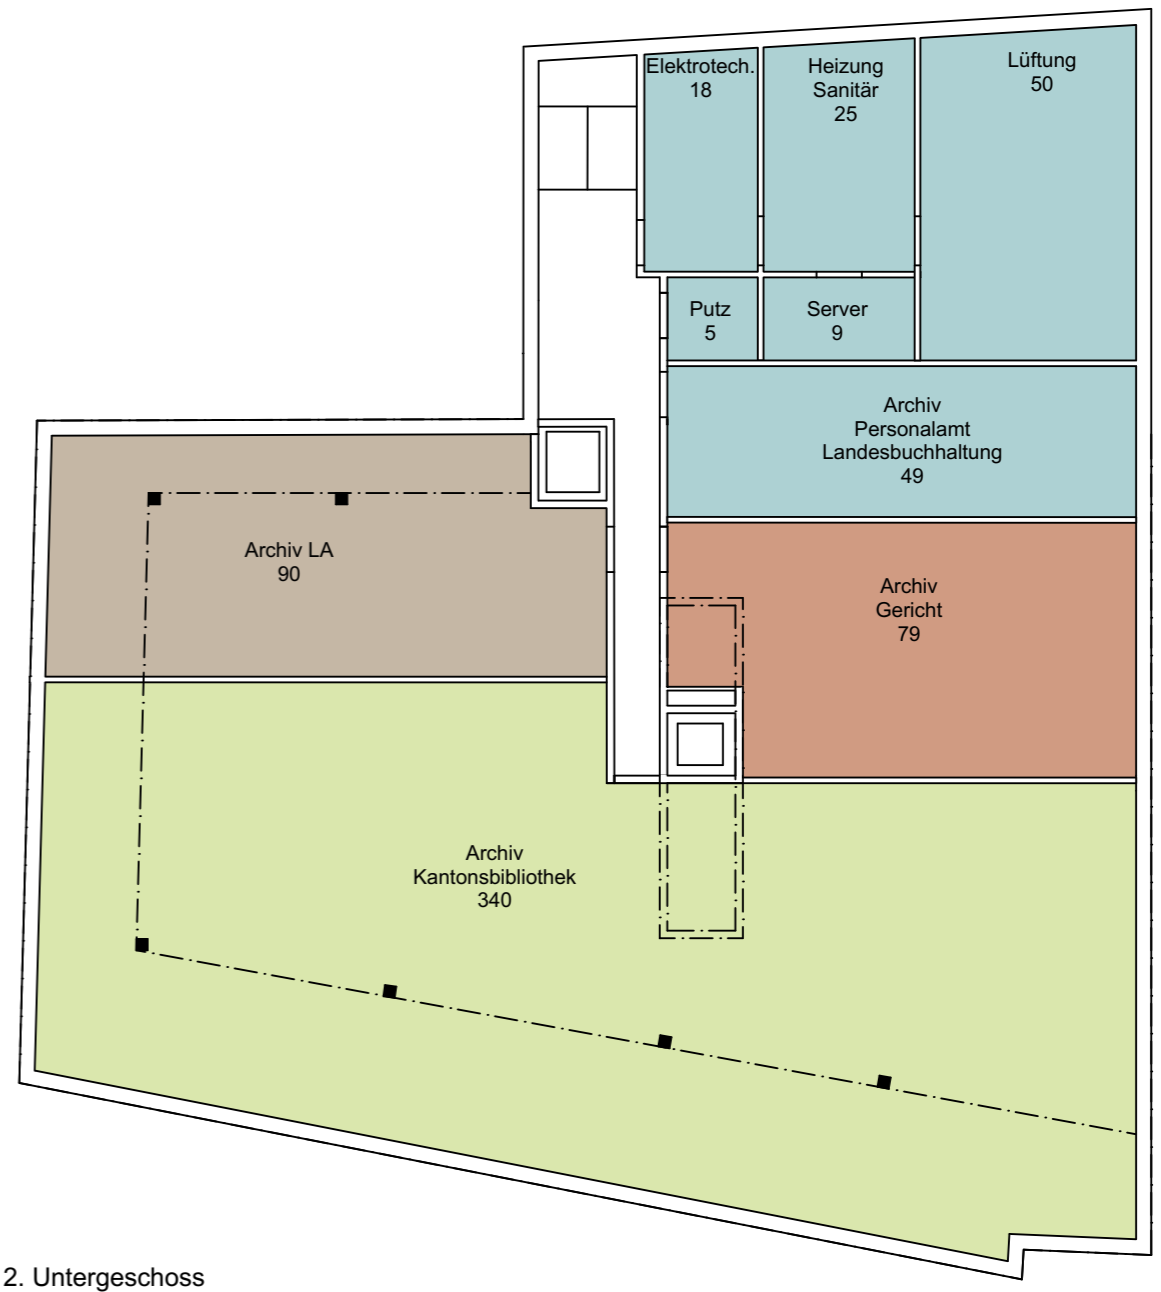 Elektrotech.
18
Heizung
Sanitär
25
Lüftung
50
Putz
5
Server
9
Archiv
Personalamt
Landesbuchhaltung
49
Archiv LA
90
Archiv
Gericht
79
Archiv
Kantonsbibliothek
340
2. Untergeschoss